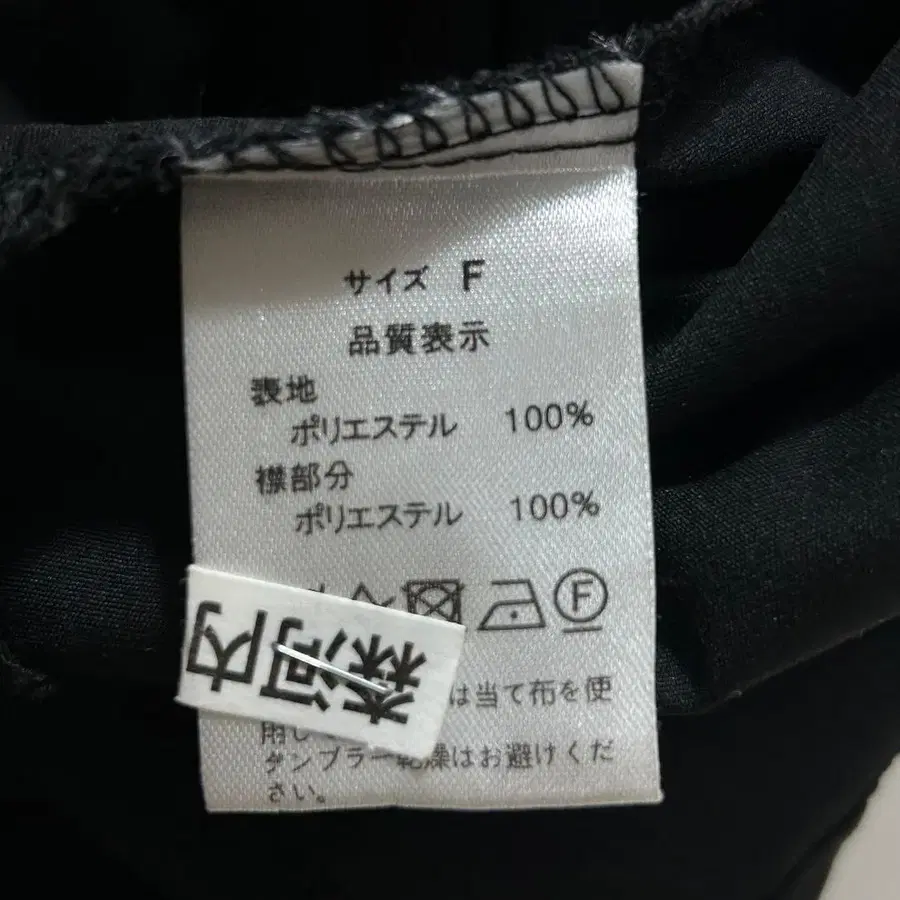 サイズ F
品質表示
表地
ポリエステル 100%
襟部分
ポリエステル 100%
F
森河内
は当て布を使
用し
タンブラー乾燥はお避けくだ
さい。